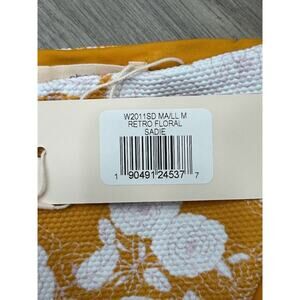 W2011SD MA/LL M
RETRO FLORAL
SADIE
1 90491 24537 7